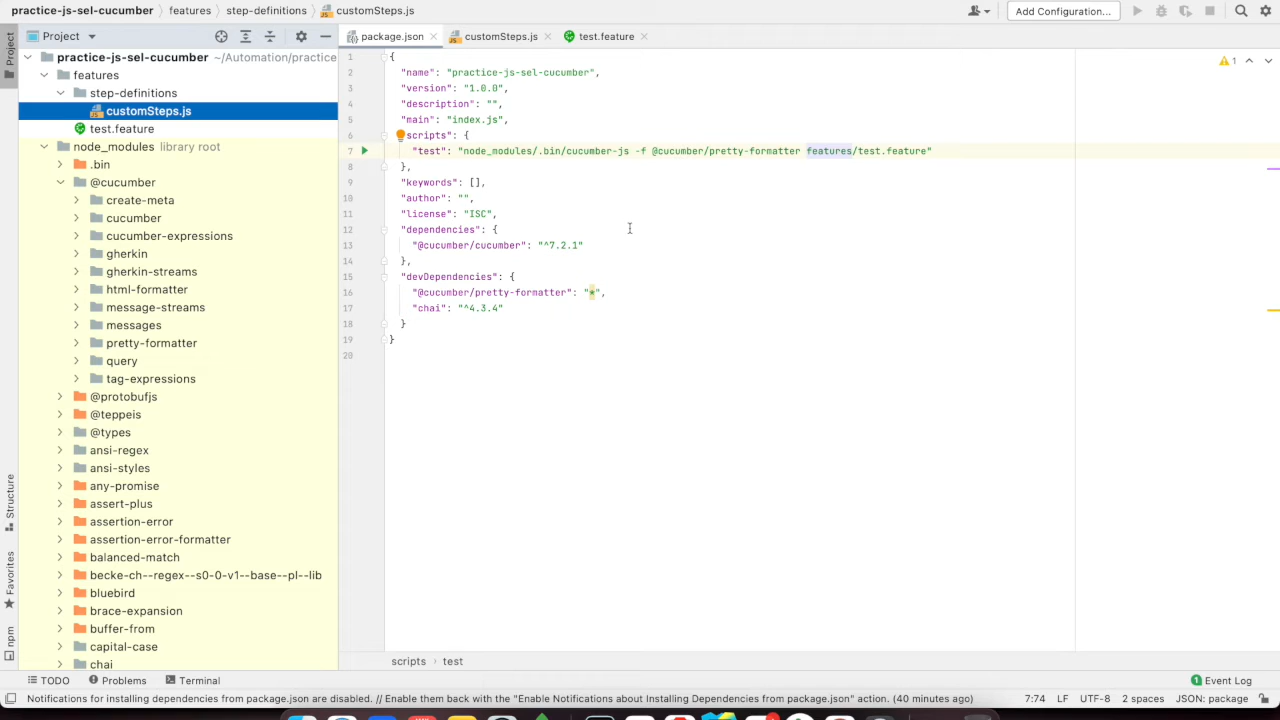 practice-js-sel-cucumber › features › step-definitions › customSteps.js
Add Configuration...
Project
package.json
customSteps.js
test.feature
Project
practice-js-sel-cucumber ~/Automation/practice
features
step-definitions
customSteps.js
test.feature
node_modules library root
.bin
@cucumber
create-meta
cucumber
cucumber-expressions
gherkin
gherkin-streams
html-formatter
message-streams
messages
pretty-formatter
query
tag-expressions
@protobufjs
@teppeis
@types
ansi-regex
ansi-styles
any-promise
assert-plus
assertion-error
assertion-error-formatter
balanced-match
becke-ch--regex--s0-0-v1--base--pl--lib
bluebird
brace-expansion
buffer-from
capital-case
chai
Structure
Favorites
npm
1 {
2 "name": "practice-js-sel-cucumber",
3 "version": "1.0.0",
4 "description": "",
5 "main": "index.js",
6 scripts": {
7 "test": "node_modules/.bin/cucumber-js -f @cucumber/pretty-formatter features/test.feature"
8 },
9 "keywords": [],
10 "author": "",
11 "license": "ISC",
12 "dependencies": {
13 "@cucumber/cucumber": "^7.2.1"
14 },
15 "devDependencies": {
16 "@cucumber/pretty-formatter": "*",
17 "chai": "^4.3.4"
18 }
19 }
20
1
scripts › test
TODO
Problems
Terminal
1 Event Log
Notifications for installing dependencies from package.json are disabled. // Enable them back with the "Enable Notifications about Installing Dependencies from package.json" action. (40 minutes ago)
7:74 LF UTF-8 2 spaces JSON: package